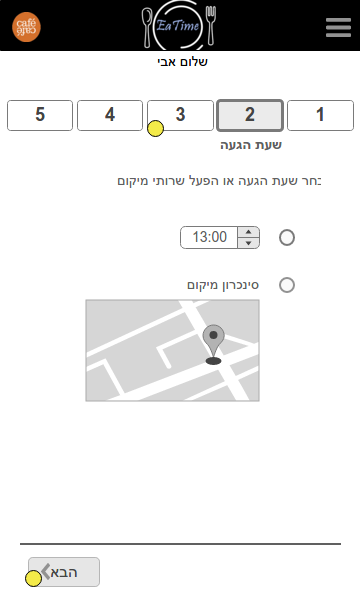 café
café
EaTime
שלום אבי
1 2 3 4 5
שעת הגעה
בחר שעת הגעה או הפעל שרותי מיקום
13:00
סינכרון מיקום
הבא